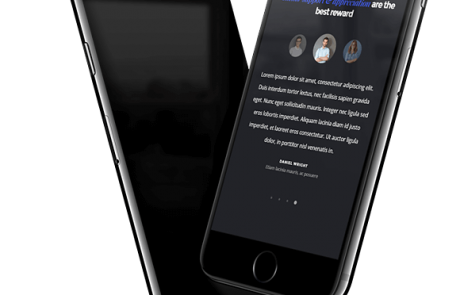 support & appreciation are the
best reward
Lorem ipsum dolor sit amet, consectetur adipiscing elit.
Duis interdum tortor lectus, nec facilisis sapien gravida
eget. Nunc eget sollicitudin mauris. Integer nec ligula sed
eros lobortis imperdiet. Aliquam lacinia diam id justo
imperdiet, et laoreet eros consectetur. Ut auctor ligula
dolor, in porttitor nisl venenatis in.
DANIEL WRIGHT
Etiam lacinia mauris, at posuere